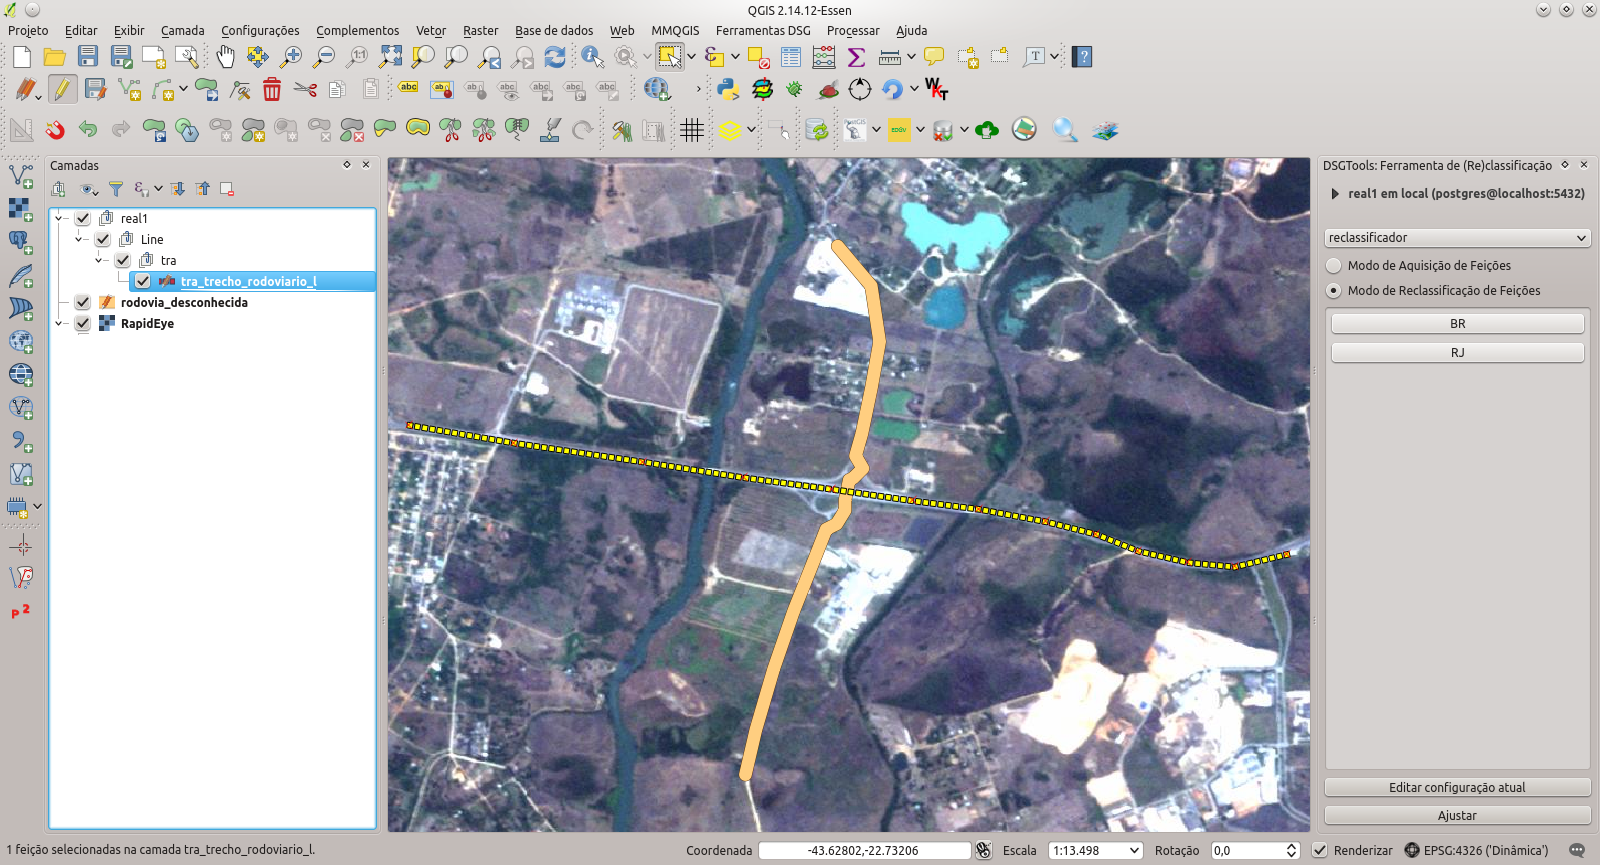 QGIS 2.14.12-Essen
Projeto Editar Exibir Camada Configurações Complementos Vetor Raster Base de dados Web MMQGIS Ferramentas DSG Processar Ajuda
Camadas
real1
Line
tra
tra_trecho_rodoviario_l
rodovia_desconhecida
RapidEye
DSGTools: Ferramenta de (Re)classificação
real1 em local (postgres@localhost:5432)
reclassificador
Modo de Aquisição de Feições
Modo de Reclassificação de Feições
BR
RJ
Editar configuração atual
Ajustar
1 feição selecionadas na camada tra_trecho_rodoviario_l.
Coordenada -43.62802,-22.73206 Escala 1:13.498 Rotação 0,0 Renderizar EPSG:4326 ('Dinâmica')